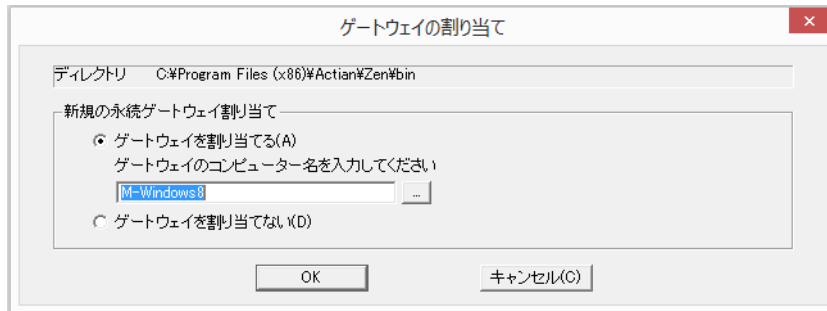 ゲートウェイの割り当て
ディレクトリ C:¥Program Files (x86)¥Actian¥Zen¥bin
新規の永続ゲートウェイ割り当て
ゲートウェイを割り当てる(A)
ゲートウェイのコンピューター名を入力してください
M-Windows8 ...
ゲートウェイを割り当てない(D)
OK キャンセル(C)